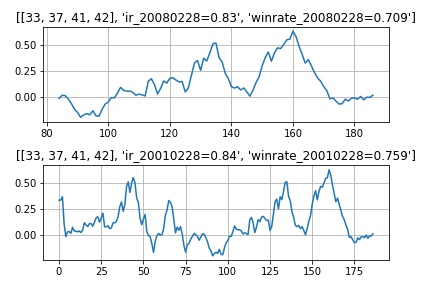 [[33, 37, 41, 42], 'ir_20080228=0.83', 'winrate_20080228=0.709']
0.50
0.25
0.00
80 100 120 140 160 180
[[33, 37, 41, 42], 'ir_20010228=0.84', 'winrate_20010228=0.759']
0.50
0.25
0.00
0 25 50 75 100 125 150 175